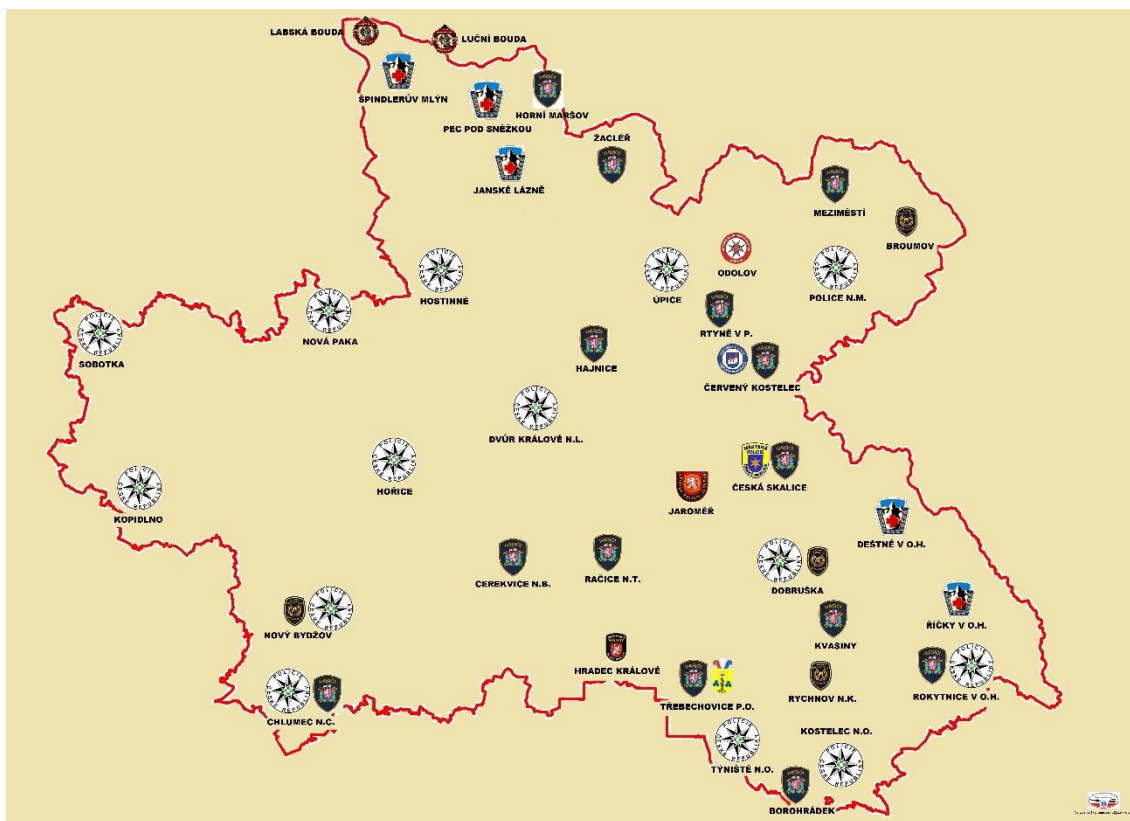 LABSKÁ BOUDA
LUČNÍ BOUDA
ŠPINDLERŮV MLÝN
PEC POD SNĚŽKOU
HORNÍ MARŠOV
ŽACLÉŘ
JANSKÉ LÁZNĚ
MEZIMĚSTÍ
BROUMOV
HOSTINNÉ
ÚPICE
ODOLOV
POLICE N.M.
SOBOTKA
NOVÁ PAKA
HAJNICE
RTYNĚ V P.
ČERVENÝ KOSTELEC
DVŮR KRÁLOVÉ N.L.
HOŘICE
KOPIDLNO
JAROMĚŘ
ČESKÁ SKALICE
DEŠTNÉ V O.H.
CEREKVICE N.B.
RAČICE N.T.
DOBRUŠKA
NOVÝ BYDŽOV
KVASINY
ŘÍČKY V O.H.
HRADEC KRÁLOVÉ
CHLUMEC N.C.
TŘEBECHOVICE P.O.
RYCHNOV N.K.
ROKYTNICE V O.H.
KOSTELEC N.O.
TÝNIŠTĚ N.O.
BOROHRÁDEK